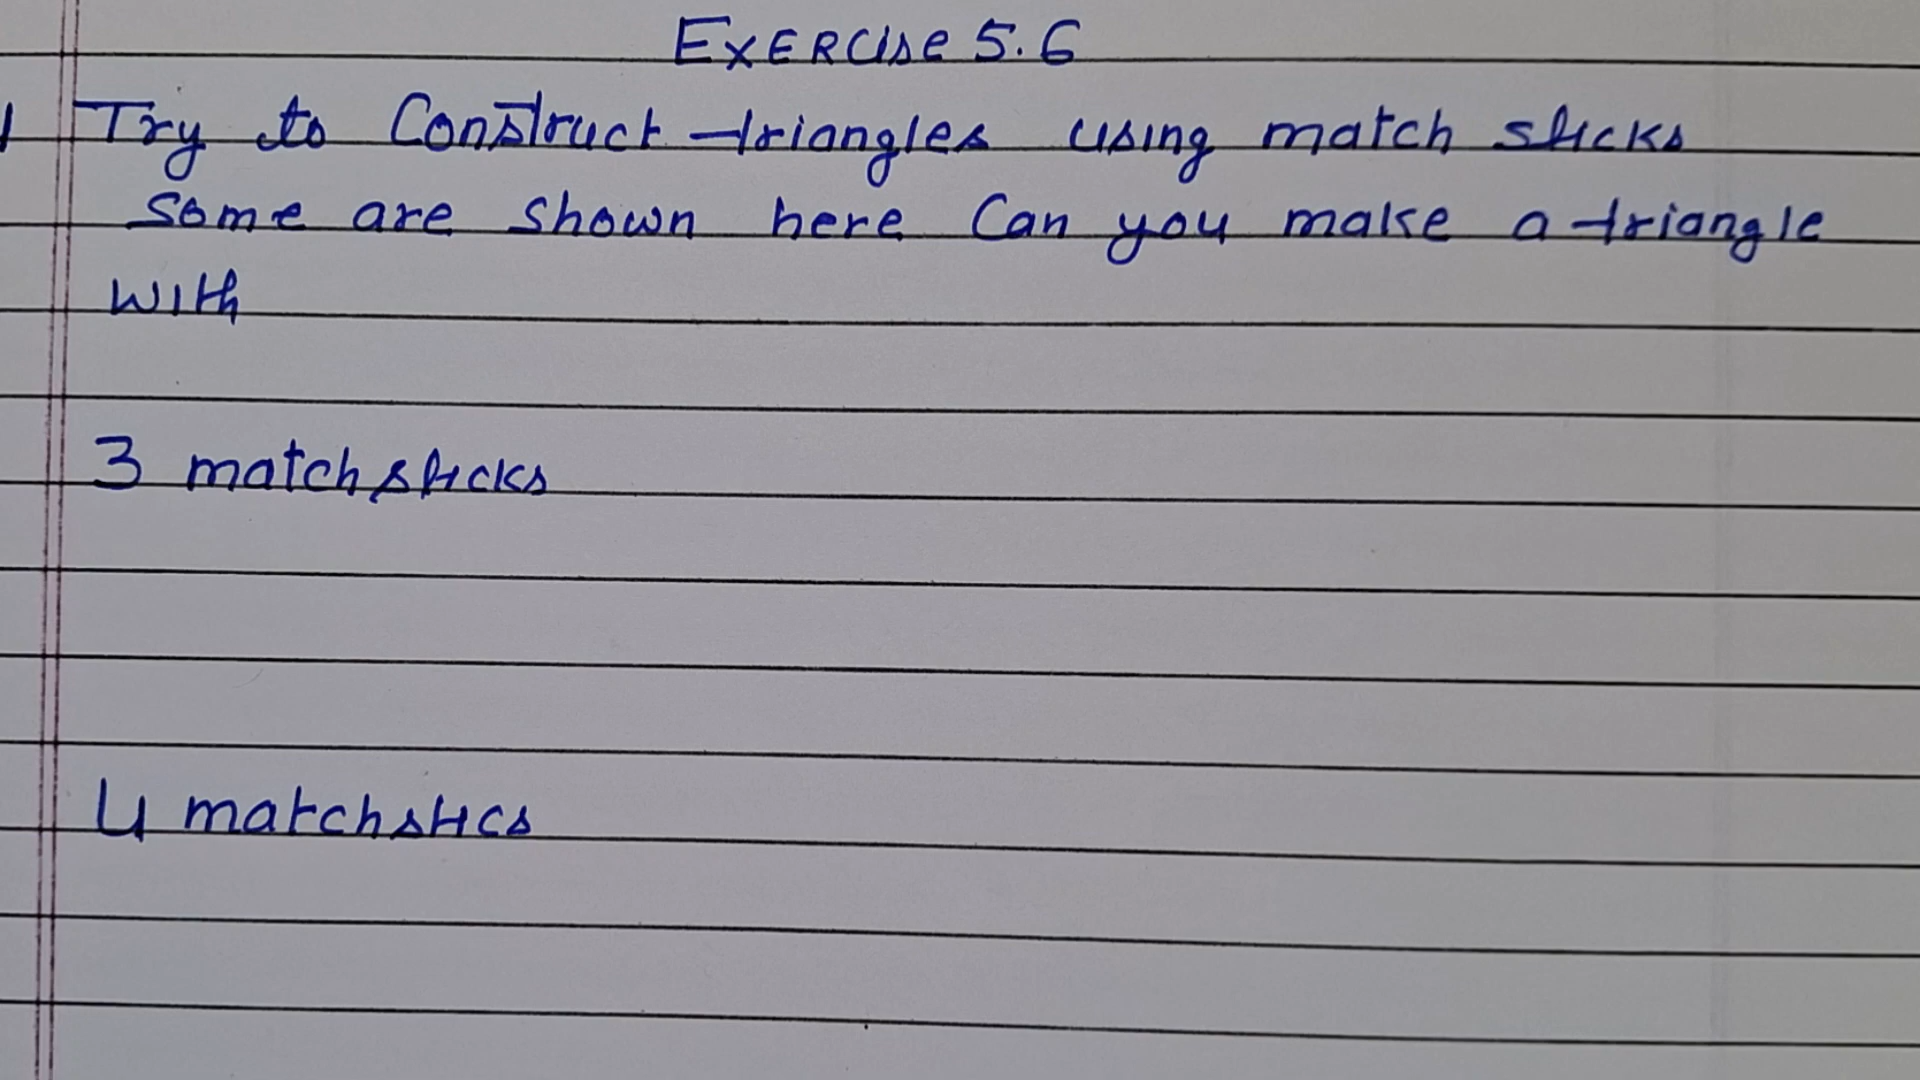 EXERCISE 5.6
1 Try to Construct triangles using match sticks
Some are shown here Can you make a triangle
with
3 matchsticks
4 matchstics